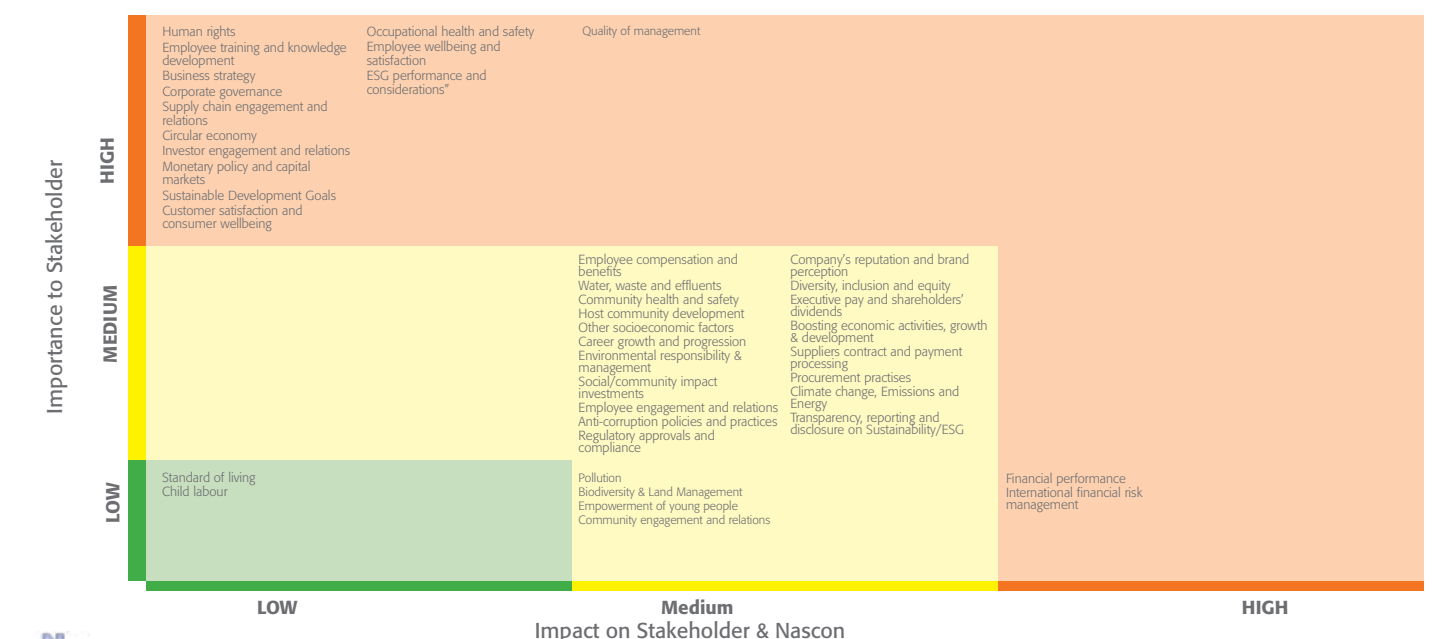 Importance to Stakeholder
HIGH
Human rights
Employee training and knowledge
development
Business strategy
Corporate governance
Supply chain engagement and
relations
Circular economy
Investor engagement and relations
Monetary policy and capital
markets
Sustainable Development Goals
Customer satisfaction and
consumer wellbeing
Occupational health and safety
Employee wellbeing and
satisfaction
ESG performance and
considerations”
Quality of management
MEDIUM
Employee compensation and
benefits
Water, waste and effluents
Community health and safety
Host community development
Other socioeconomic factors
Career growth and progression
Environmental responsibility &
management
Social/community impact
investments
Employee engagement and relations
Anti-corruption policies and practices
Regulatory approvals and
compliance
Company’s reputation and brand
perception
Diversity, inclusion and equity
Executive pay and shareholders’
dividends
Boosting economic activities, growth
& development
Suppliers contract and payment
processing
Procurement practises
Climate change, Emissions and
Energy
Transparency, reporting and
disclosure on Sustainability/ESG
LOW
Standard of living
Child labour
Pollution
Biodiversity & Land Management
Empowerment of young people
Community engagement and relations
Financial performance
International financial risk
management
LOW
Medium
HIGH
Impact on Stakeholder & Nascon